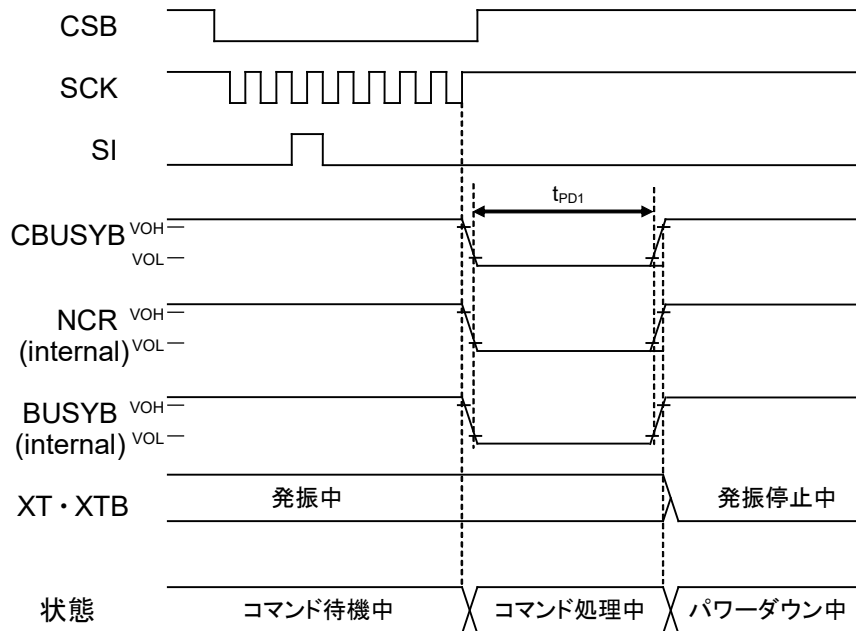 CSB
SCK
SI
tPD1
CBUSYB VOH
VOL
NCR VOH
(internal) VOL
BUSYB VOH
(internal) VOL
XT・XTB 発振中 発振停止中
状態 コマンド待機中 コマンド処理中 パワーダウン中